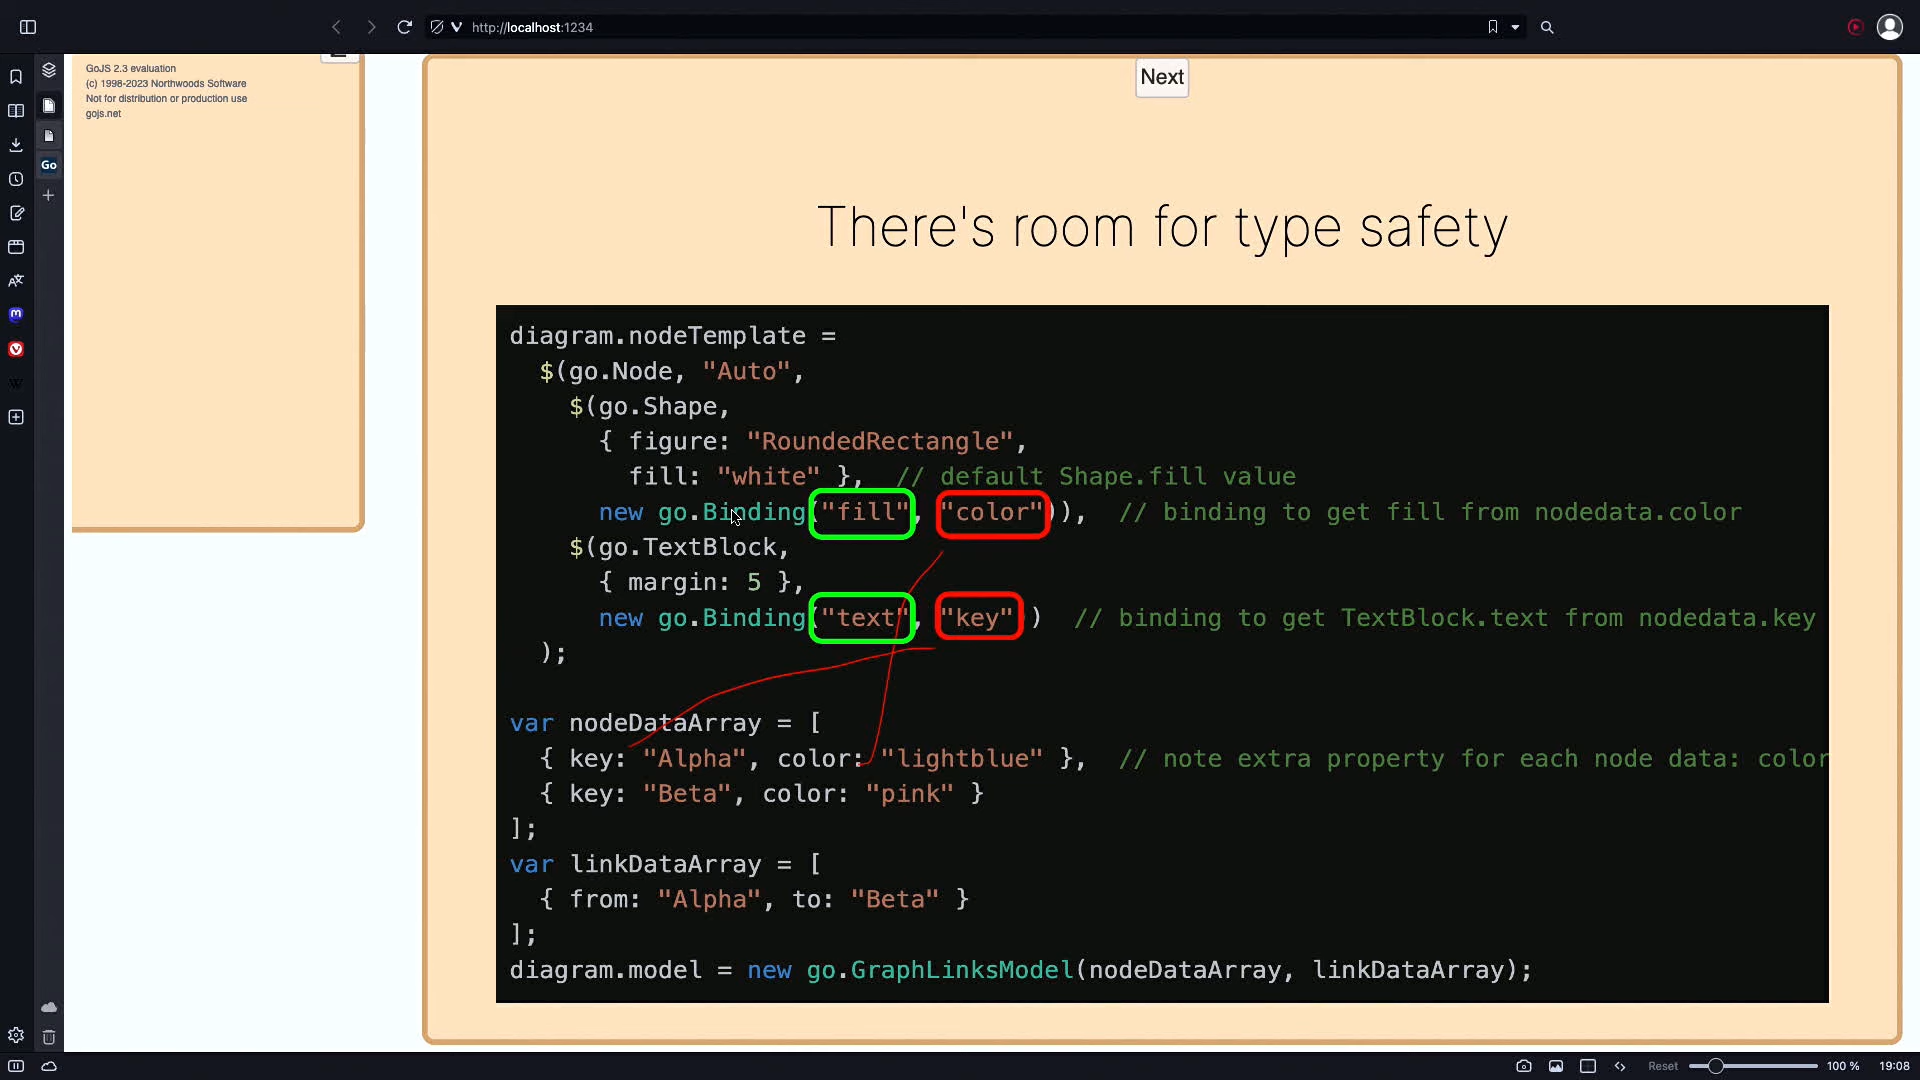 http://localhost:1234
GoJS 2.3 evaluation
(c) 1998-2023 Northwoods Software
Not for distribution or production use
gojs.net
Go
Next
There's room for type safety
diagram.nodeTemplate =
$(go.Node, "Auto",
$(go.Shape,
{ figure: "RoundedRectangle",
fill: "white" },  // default Shape.fill value
new go.Binding("fill", "color")),  // binding to get fill from nodedata.color
$(go.TextBlock,
{ margin: 5 },
new go.Binding("text", "key")  // binding to get TextBlock.text from nodedata.key
);
var nodeDataArray = [
{ key: "Alpha", color: "lightblue" },  // note extra property for each node data: color
{ key: "Beta", color: "pink" }
];
var linkDataArray = [
{ from: "Alpha", to: "Beta" }
];
diagram.model = new go.GraphLinksModel(nodeDataArray, linkDataArray);
Reset
100 %
19:08